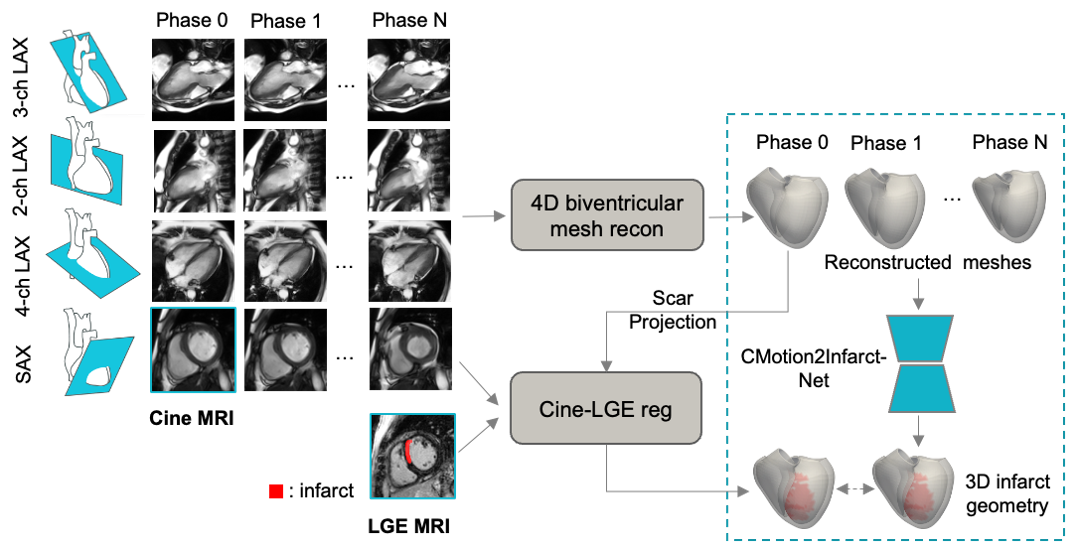 Phase 0
Phase 1
Phase N
3-ch LAX
...
2-ch LAX
...
4-ch LAX
...
SAX
...
Cine MRI
: infarct
LGE MRI
4D biventricular
mesh recon
Scar
Projection
Cine-LGE reg
Phase 0
Phase 1
Phase N
...
Reconstructed meshes
CMotion2Infarct-
Net
3D infarct
geometry